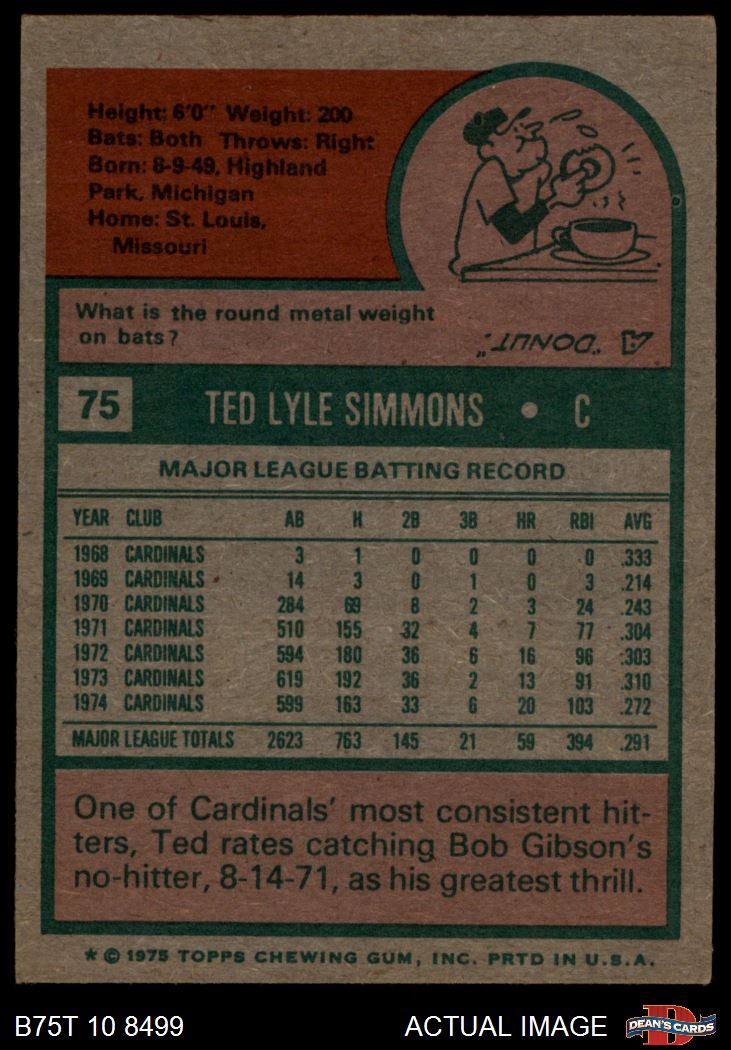 Height: 6'0" Weight: 200
Bats: Both Throws: Right
Born: 8-9-49, Highland
Park, Michigan
Home: St. Louis,
Missouri
What is the round metal weight
on bats?
A: "DONUT."
75 TED LYLE SIMMONS • C
MAJOR LEAGUE BATTING RECORD
YEAR CLUB AB H 2B 3B HR RBI AVG
1968 CARDINALS 3 1 0 0 0 0 .333
1969 CARDINALS 14 3 0 1 0 3 .214
1970 CARDINALS 284 69 8 2 3 24 .243
1971 CARDINALS 510 155 32 4 7 77 .304
1972 CARDINALS 594 180 36 6 16 96 .303
1973 CARDINALS 619 192 36 2 13 91 .310
1974 CARDINALS 599 163 33 6 20 103 .272
MAJOR LEAGUE TOTALS 2623 763 145 21 59 394 .291
One of Cardinals' most consistent hit-
ters, Ted rates catching Bob Gibson's
no-hitter, 8-14-71, as his greatest thrill.
* © 1975 TOPPS CHEWING GUM, INC. PRTD IN U.S.A.
B75T 10 8499 ACTUAL IMAGE D DEAN'S CARDS